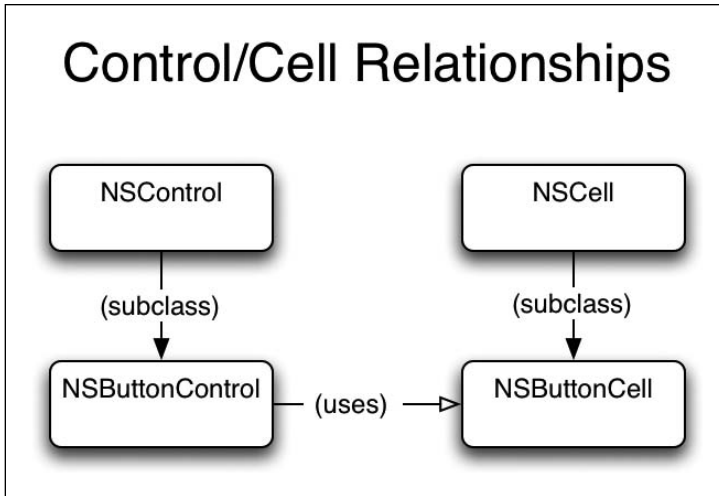 Control/Cell Relationships
NSControl
NSCell
(subclass)
(subclass)
NSButtonControl
(uses)
NSButtonCell